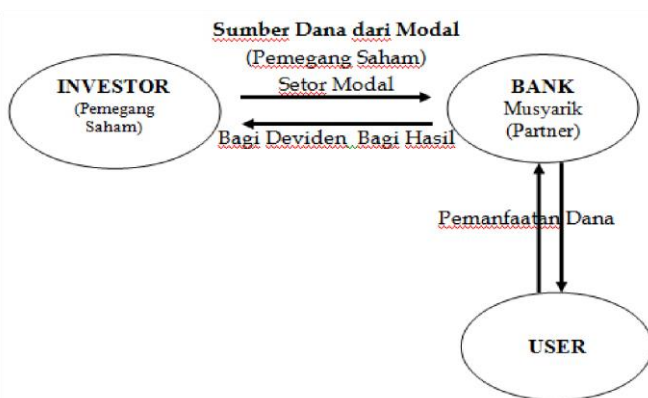 Sumber Dana dari Modal
(Pemegang Saham)
Setor Modal
INVESTOR
(Pemegang
Saham)
BANK
Musyarik
(Partner)
Bagi Deviden Bagi Hasil
Pemanfaatan Dana
USER